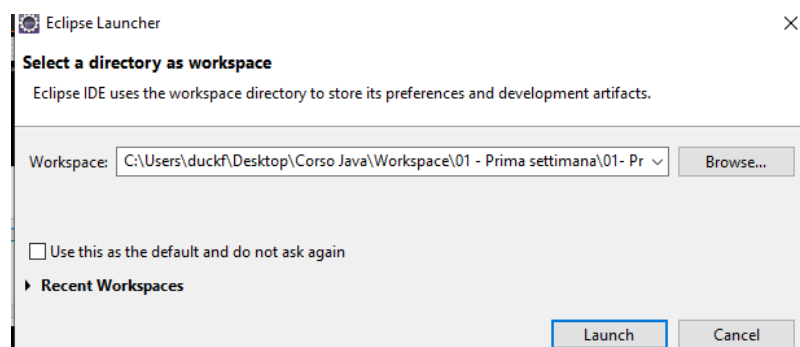 Eclipse Launcher
Select a directory as workspace
Eclipse IDE uses the workspace directory to store its preferences and development artifacts.
Workspace: C:\Users\duckf\Desktop\Corso Java\Workspace\01 - Prima settimana\01- Pr Browse...
Use this as the default and do not ask again
Recent Workspaces
Launch Cancel